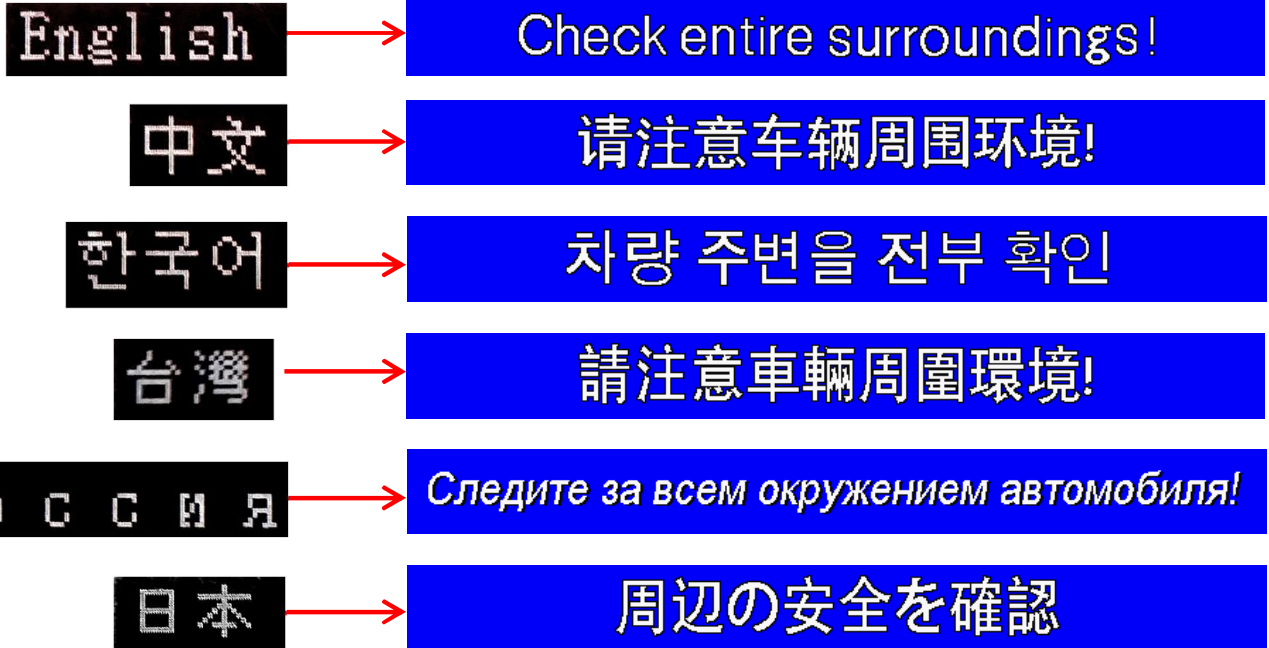 English
Check entire surroundings!
中文
请注意车辆周围环境!
한국어
차량 주변을 전부 확인
台灣
請注意車輛周圍環境!
ССИЯ
Следите за всем окружением автомобиля!
日本
周辺の安全を確認